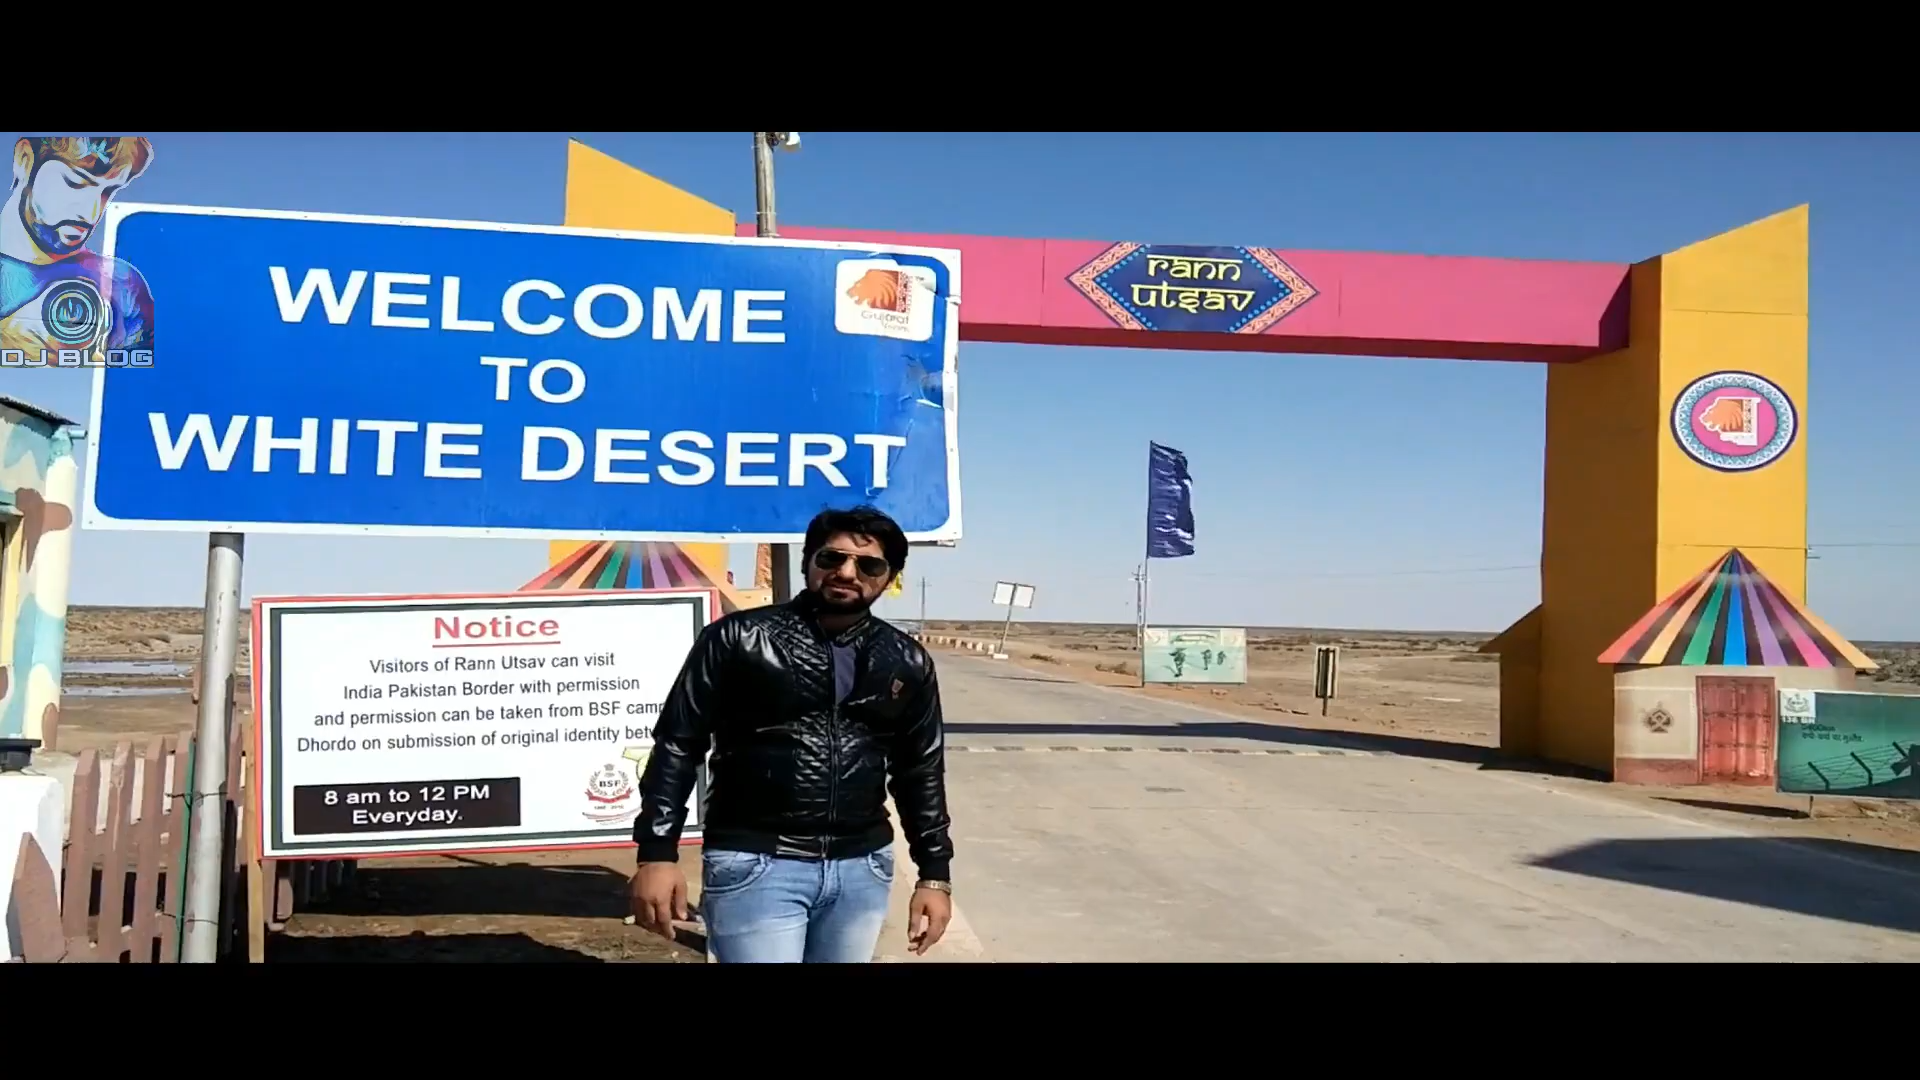 DJ BLOG
WELCOME
TO
WHITE DESERT
Gujarat
rann
utsav
Notice
Visitors of Rann Utsav can visit
India Pakistan Border with permission
and permission can be taken from BSF camp
Dhordo on submission of original identity
8 am to 12 PM
Everyday.
BSF